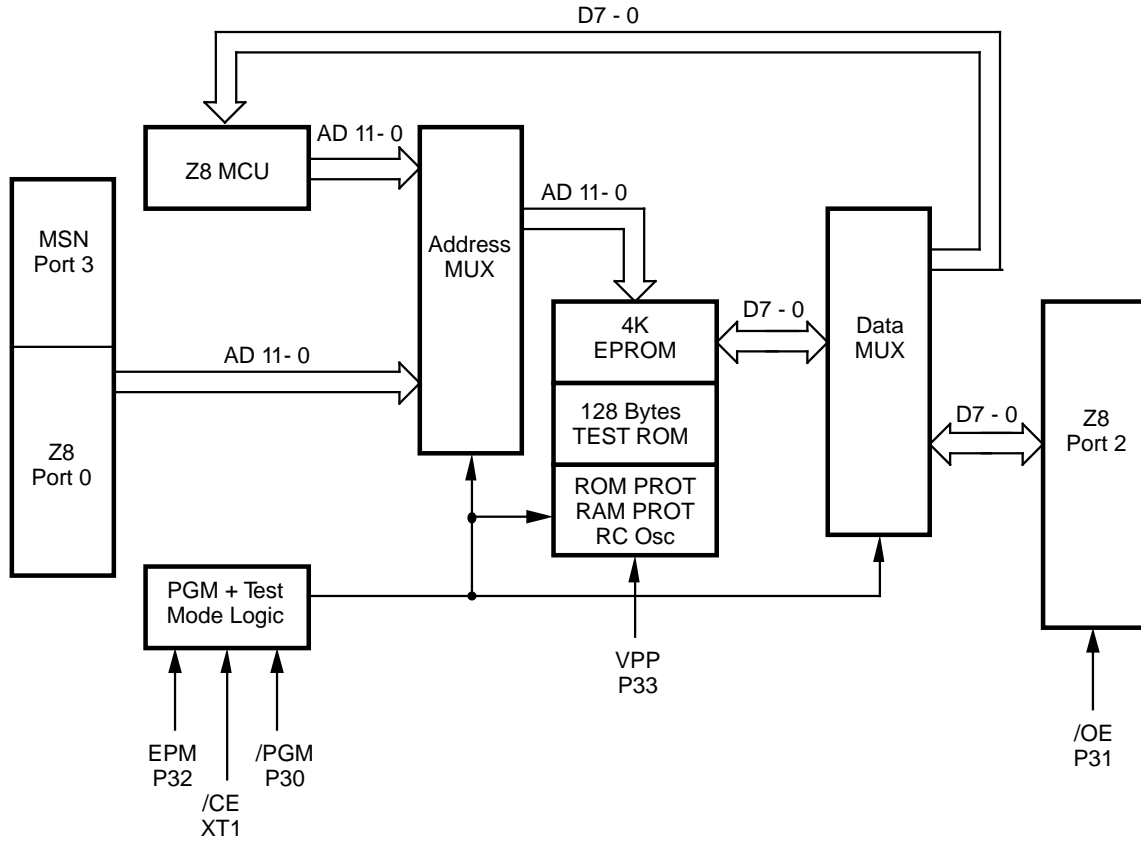 D7 - 0
Z8 MCU
AD 11- 0
MSN
Port 3
Z8
Port 0
AD 11- 0
Address
MUX
AD 11- 0
4K
EPROM
128 Bytes
TEST ROM
ROM PROT
RAM PROT
RC Osc
D7 - 0
Data
MUX
D7 - 0
Z8
Port 2
PGM + Test
Mode Logic
EPM
P32
/CE
XT1
/PGM
P30
VPP
P33
/OE
P31